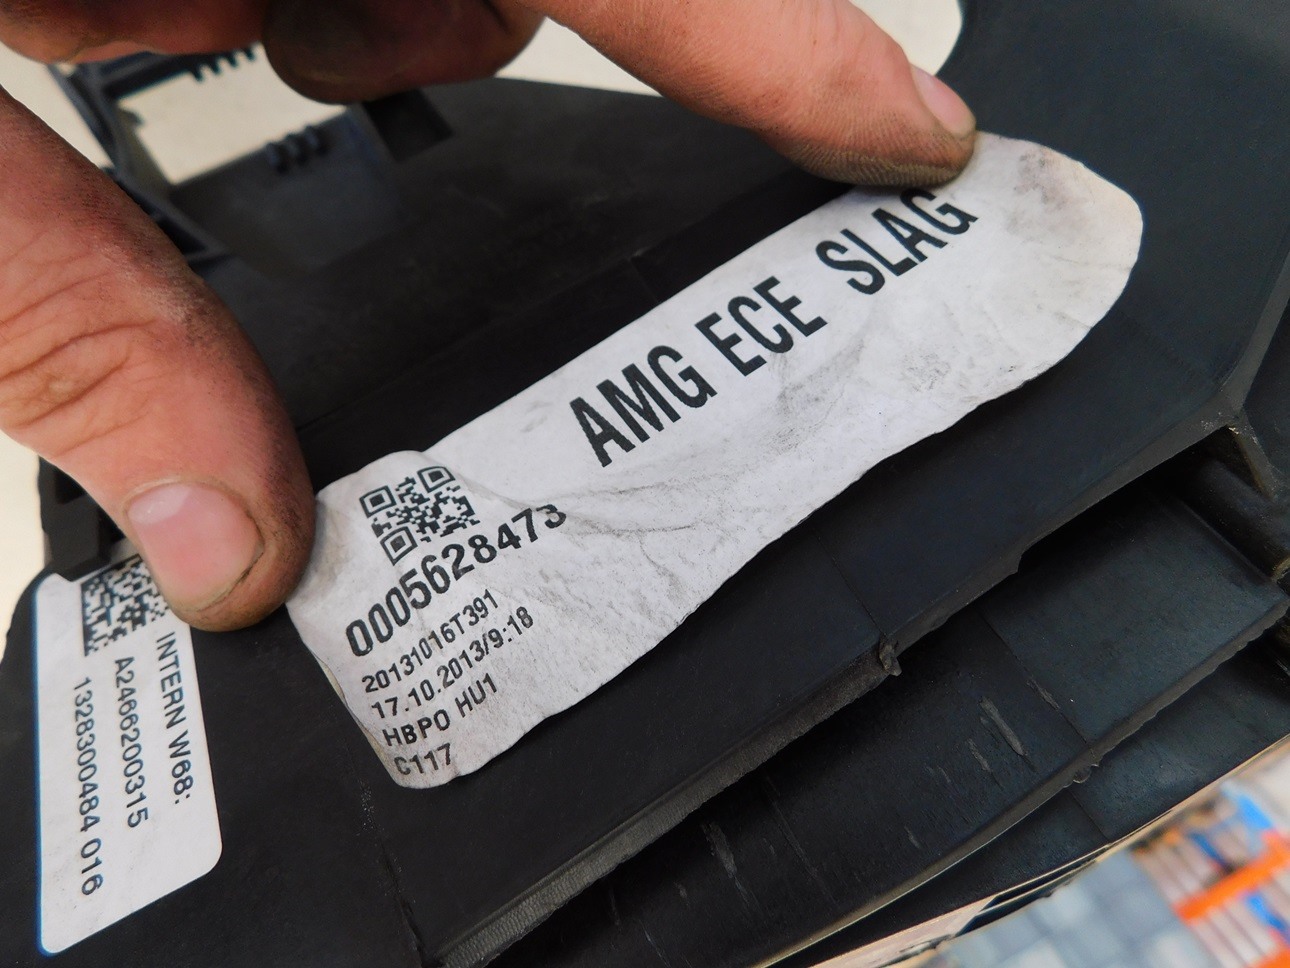 AMG ECE SLAG
0005628473
20131016T391
17.10.2013/9:18
HBPO HU1
C117
INTERN W68:
A2466200315
1328300484 016